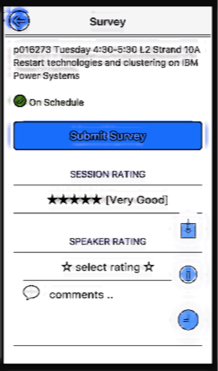 Survey
p016273 Tuesday 4:30-5:30 L2 Strand 10A
Restart technologies and clustering on IBM
Power Systems
On Schedule
Submit Survey
SESSION RATING
★★★★★ [Very Good]
SPEAKER RATING
☆ select rating ☆
comments ..